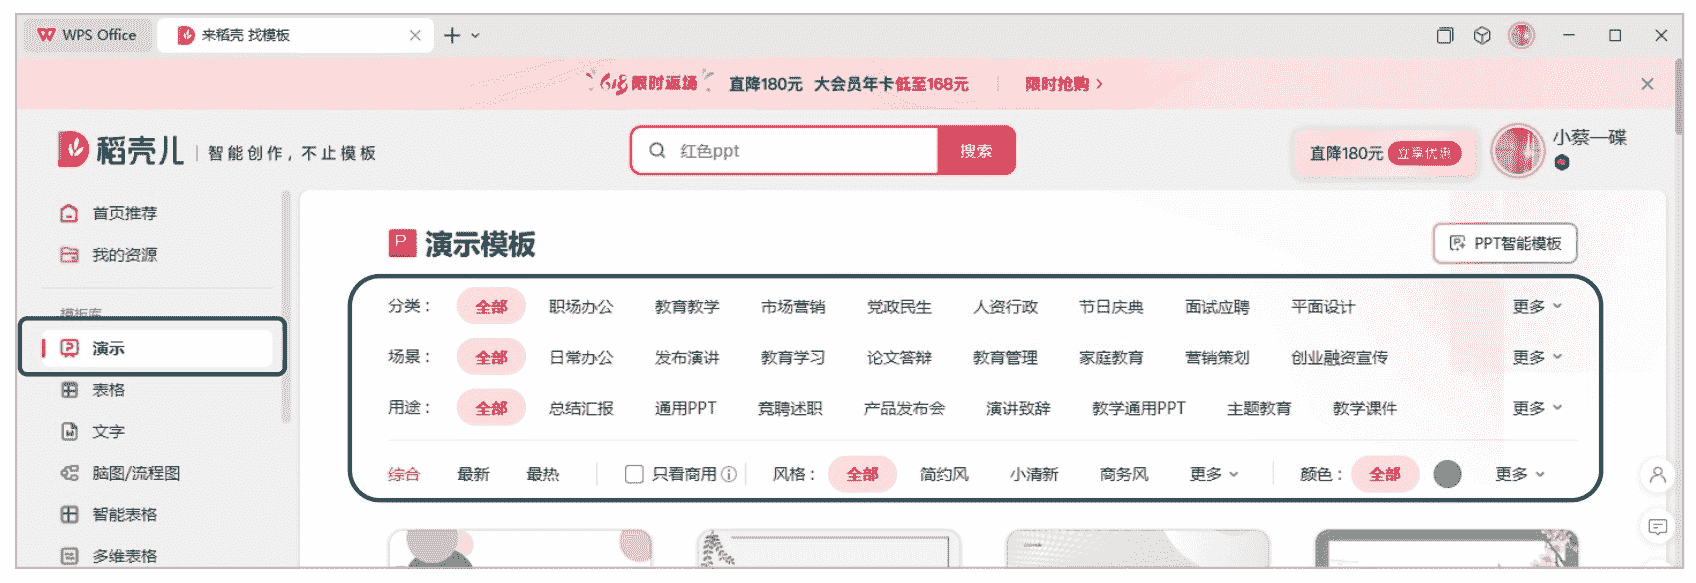 WPS Office 来稻壳 找模板
618 限时返场 直降180元 大会员年卡低至168元 限时抢购 >
稻壳儿 智能创作，不止模板 红色ppt 搜索 直降180元 立享优惠 小蔡一碟
首页推荐
我的资源
模板库
演示
表格
文字
脑图/流程图
智能表格
多维表格
演示模板 PPT智能模板
分类： 全部 职场办公 教育教学 市场营销 党政民生 人资行政 节日庆典 面试应聘 平面设计 更多
场景： 全部 日常办公 发布演讲 教育学习 论文答辩 教育管理 家庭教育 营销策划 创业融资宣传 更多
用途： 全部 总结汇报 通用PPT 竞聘述职 产品发布会 演讲致辞 教学通用PPT 主题教育 教学课件 更多
综合 最新 最热 只看商用 风格： 全部 简约风 小清新 商务风 更多 颜色： 全部 更多